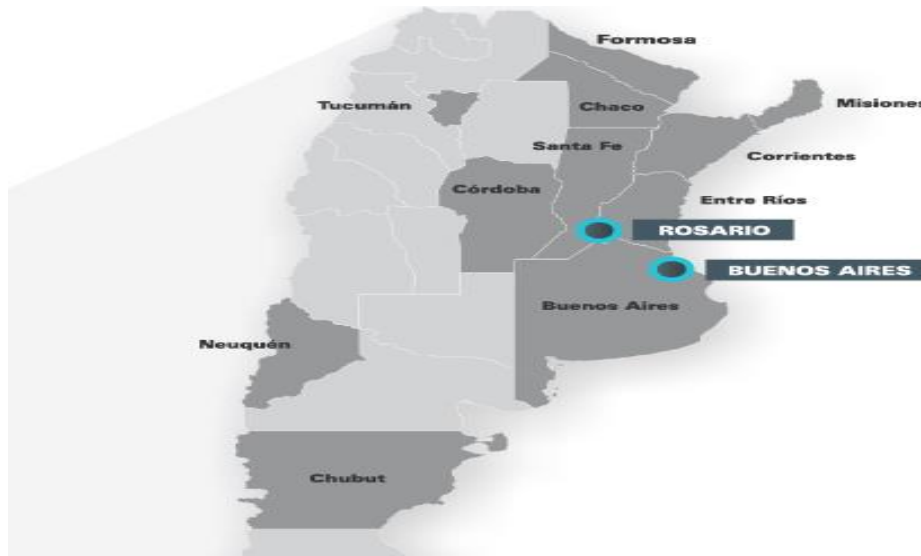 Formosa
Tucumán
Chaco
Misiones
Santa Fe
Corrientes
Córdoba
Entre Ríos
ROSARIO
BUENOS AIRES
Buenos Aires
Neuquén
Chubut